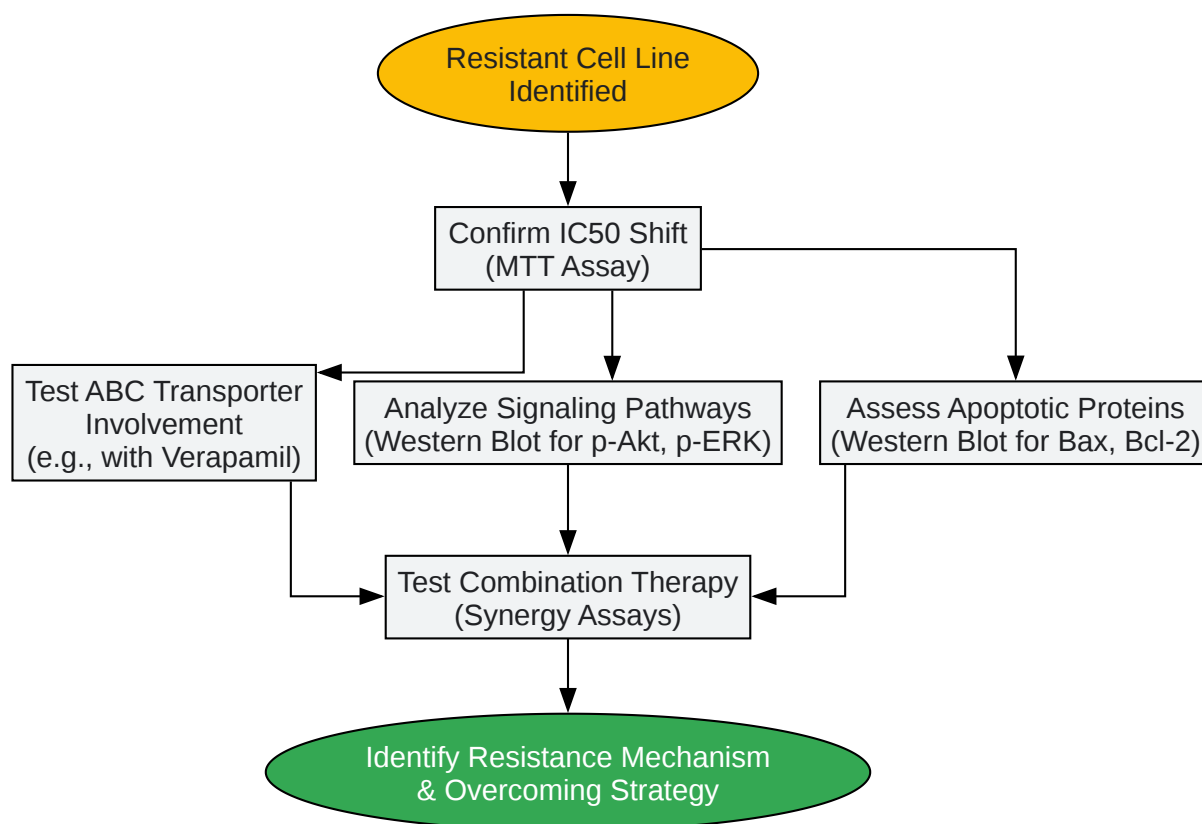 Resistant Cell Line
Identified
Confirm IC50 Shift
(MTT Assay)
Test ABC Transporter
Involvement
(e.g., with Verapamil)
Analyze Signaling Pathways
(Western Blot for p-Akt, p-ERK)
Assess Apoptotic Proteins
(Western Blot for Bax, Bcl-2)
Test Combination Therapy
(Synergy Assays)
Identify Resistance Mechanism
& Overcoming Strategy